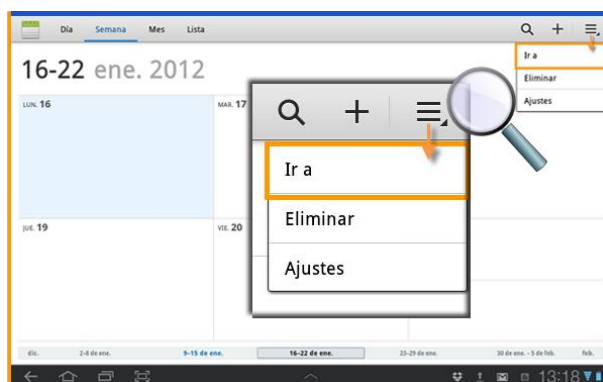 Día Semana Mes Lista
Ir a
Eliminar
Ajustes
16-22 ene. 2012
LUN. 16
MAR. 17
Ir a
Eliminar
Ajustes
JUE. 19
VIE. 20
dic. 2-8 de ene. 9-15 de ene. 16-22 de ene. 23-29 de ene. 30 de ene. - 5 de feb. feb.
13:18